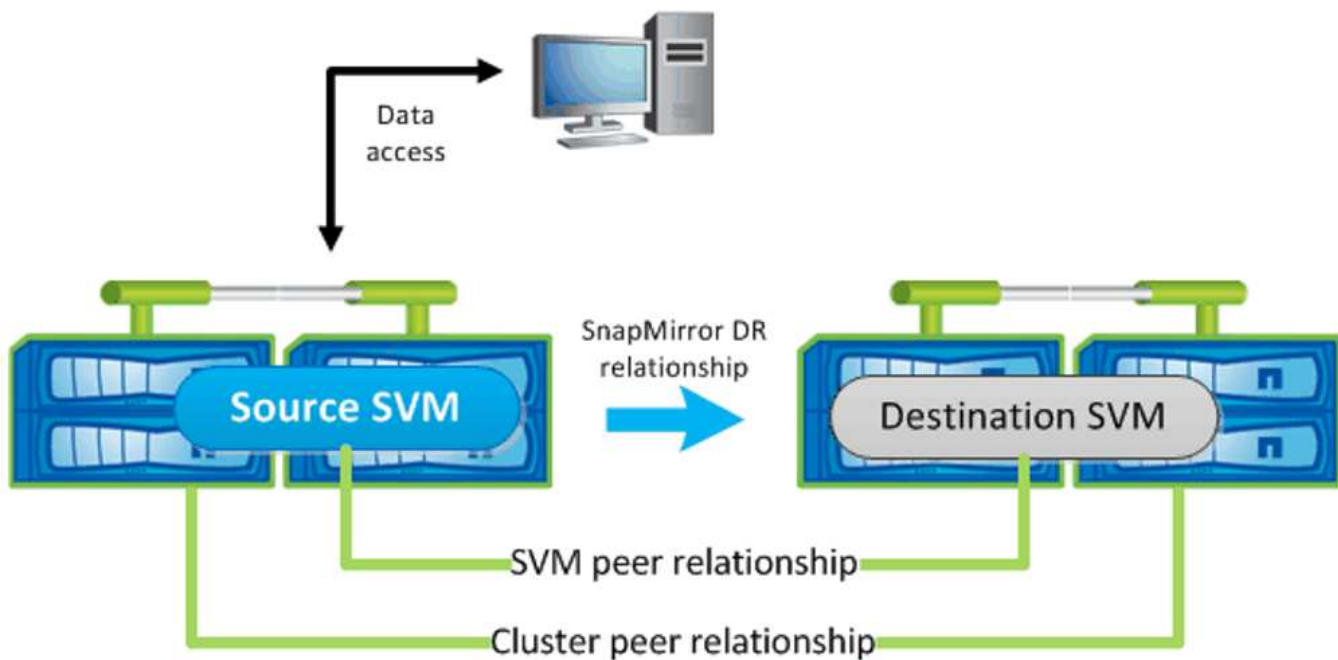 Data
access
SnapMirror DR
relationship
Source SVM
Destination SVM
SVM peer relationship
Cluster peer relationship